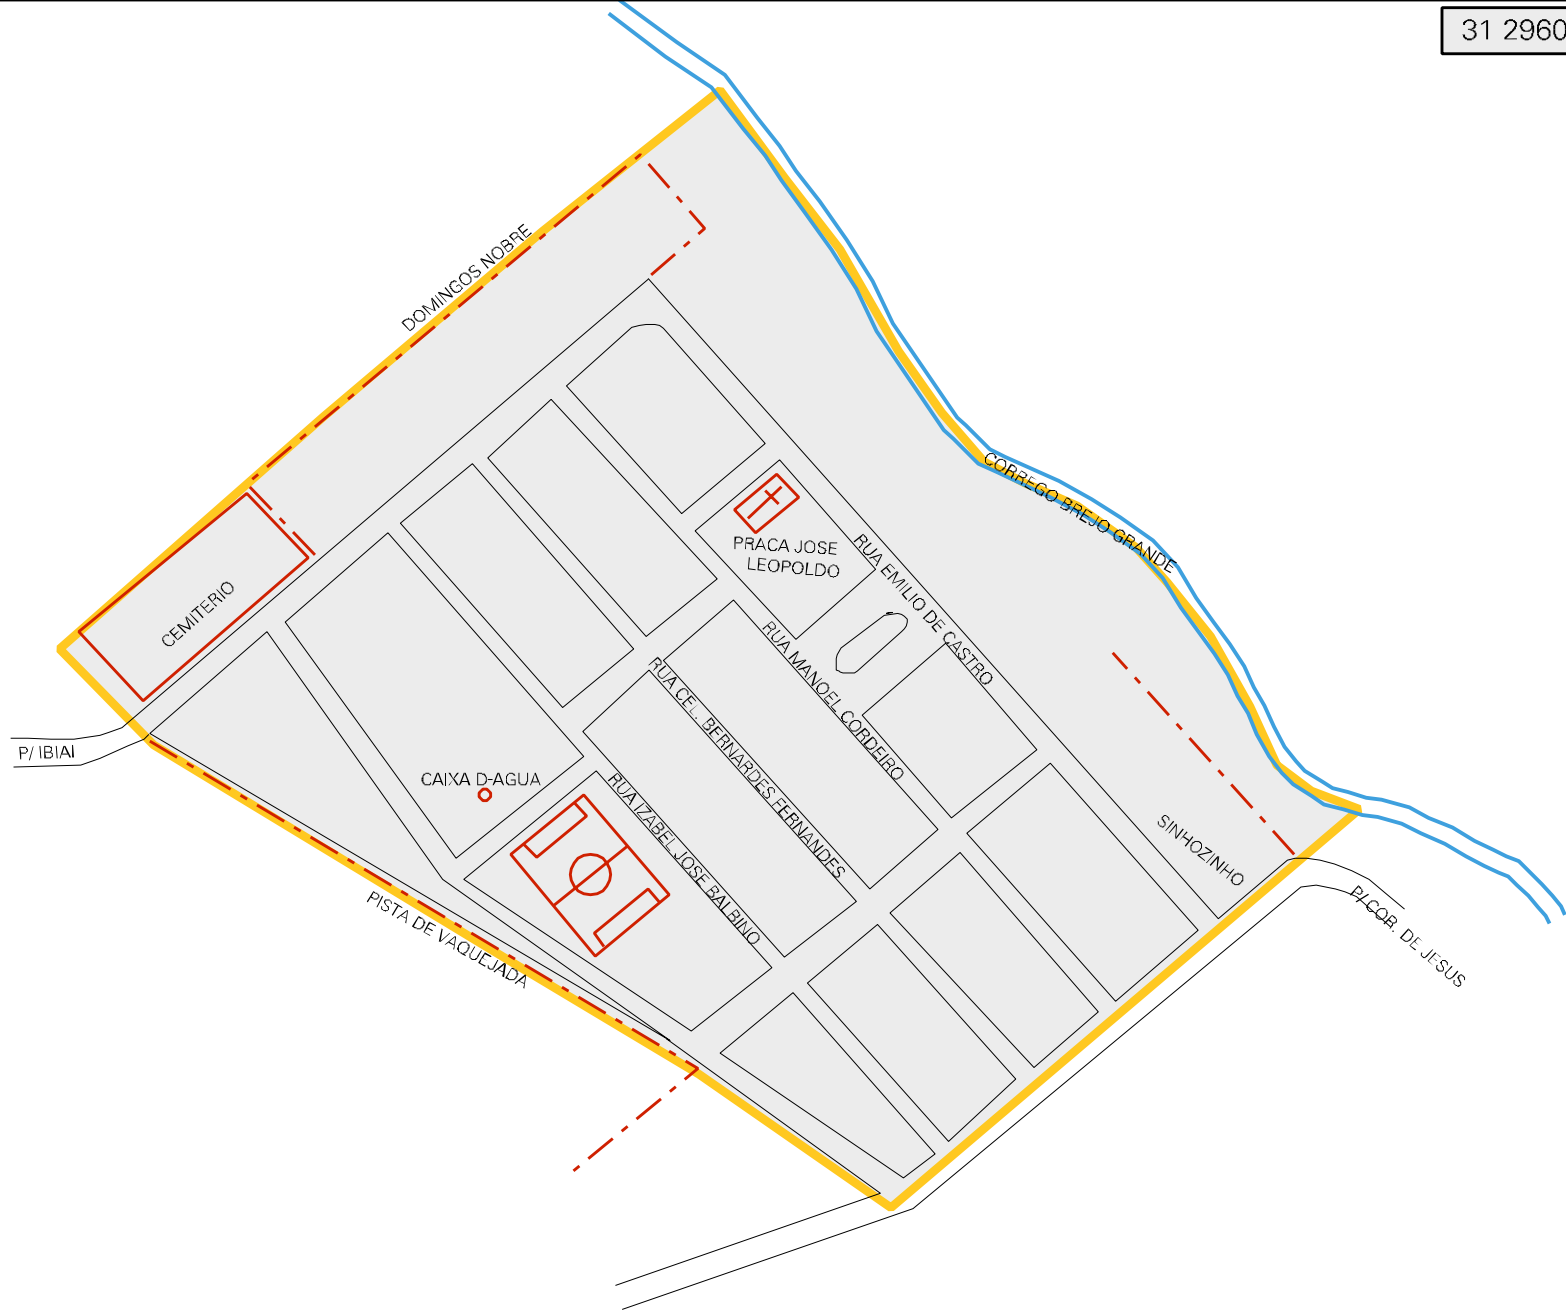 31 2960
DOMINGOS NOBRE
CORREGO BREJO GRANDE
PRACA JOSE
LEOPOLDO
RUA EMILIO DE CASTRO
CEMITERIO
RUA MANOEL CORDEIRO
RUA CEL. BERNARDES FERNANDES
P/ IBIAI
CAIXA D-AGUA
RUA IZABEL JOSE BALBINO
SINHOZINHO
PISTA DE VAQUEJADA
P/ COR. DE JESUS